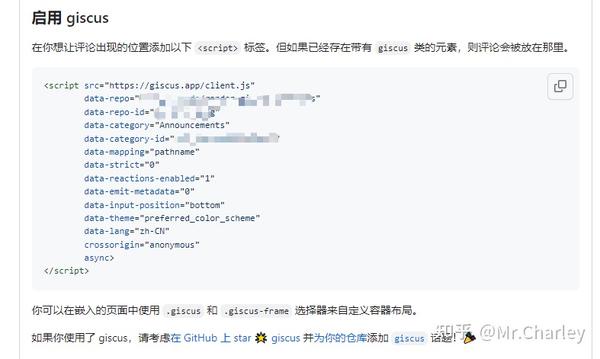 启用 giscus
在你想让评论出现的位置添加以下 <script> 标签。但如果已经存在带有 giscus 类的元素，则评论会被放在那里。
<script src="https://giscus.app/client.js"
data-repo="
data-repo-id="
data-category="Announcements"
data-category-id="
data-mapping="pathname"
data-strict="0"
data-reactions-enabled="1"
data-emit-metadata="0"
data-input-position="bottom"
data-theme="preferred_color_scheme"
data-lang="zh-CN"
crossorigin="anonymous"
async>
</script>
你可以在嵌入的页面中使用 .giscus 和 .giscus-frame 选择器来自定义容器布局。
如果你使用了 giscus，请考虑在 GitHub 上 star 🌟 giscus 并为你的仓库添加 giscus 话题！🎉
知乎 @Mr.Charley